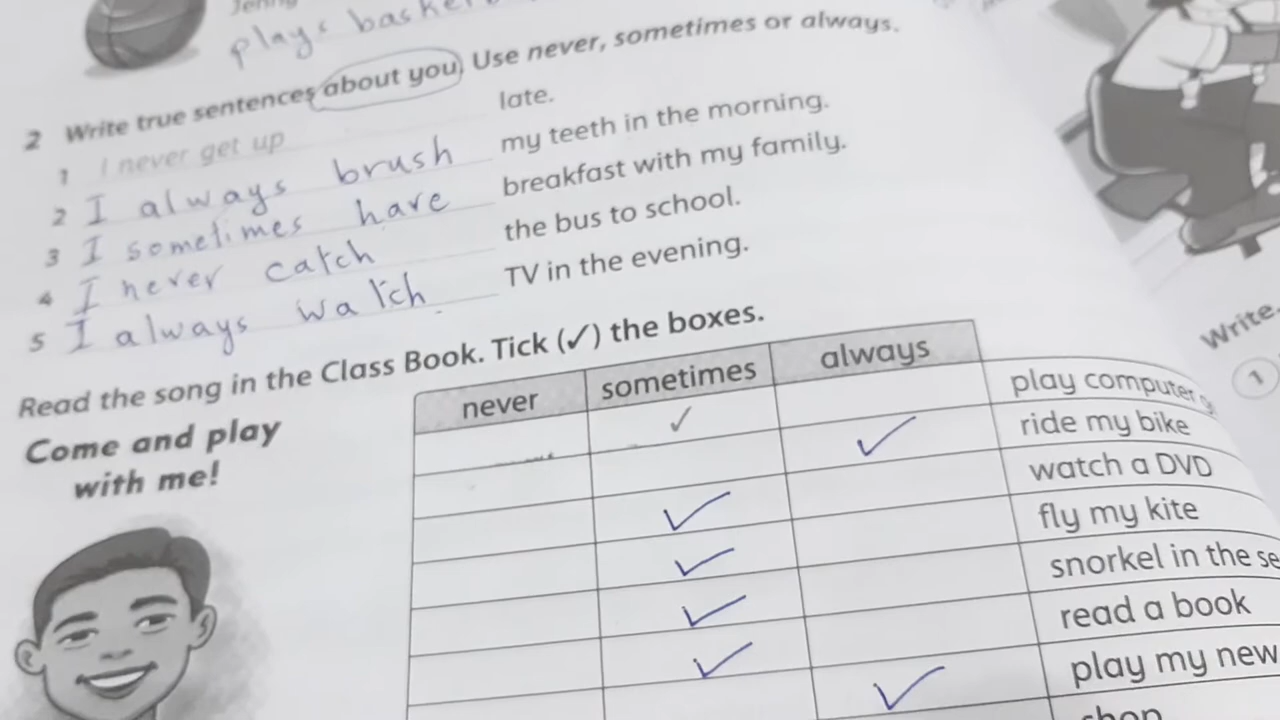 Jenny
plays
2 Write true sentences about you. Use never, sometimes or always.
1 I never get up late.
2 I always brush my teeth in the morning.
3 I sometimes have breakfast with my family.
4 I never catch the bus to school.
5 I always watch TV in the evening.
Read the song in the Class Book. Tick (✓) the boxes.
Come and play
with me!
never sometimes always
✓ play computer
✓ ride my bike
watch a DVD
✓ fly my kite
✓ snorkel in the
✓ read a book
✓ play my new
✓ shop
Write.
1